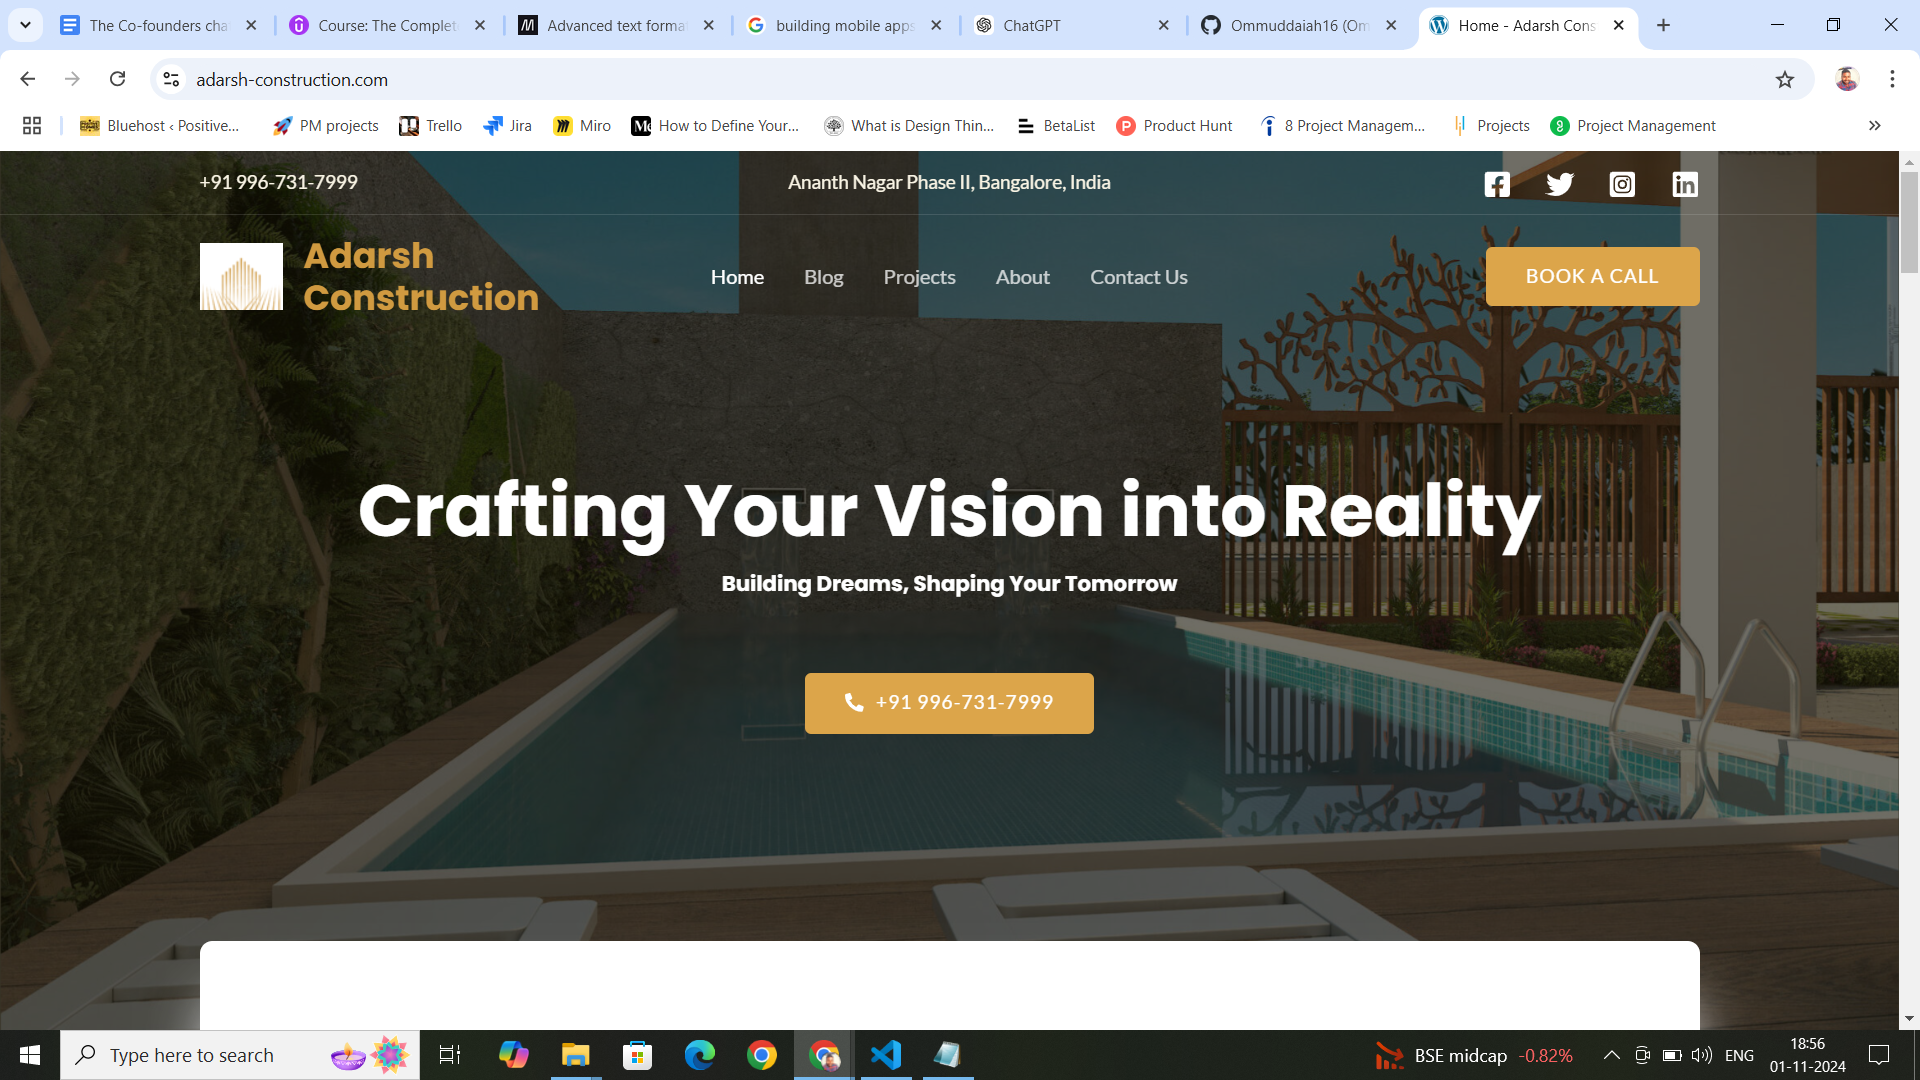 The Co-founders cha
Course: The Complet
Advanced text forma
building mobile apps
ChatGPT
Ommuddaiah16 (Om
Home - Adarsh Cons
adarsh-construction.com
Bluehost ‹ Positive...
PM projects
Trello
Jira
Miro
How to Define Your...
What is Design Thin...
BetaList
Product Hunt
8 Project Managem...
Projects
Project Management
+91 996-731-7999
Ananth Nagar Phase II, Bangalore, India
Adarsh
Construction
Home
Blog
Projects
About
Contact Us
BOOK A CALL
Crafting Your Vision into Reality
Building Dreams, Shaping Your Tomorrow
+91 996-731-7999
Type here to search
BSE midcap -0.82%
ENG
18:56
01-11-2024